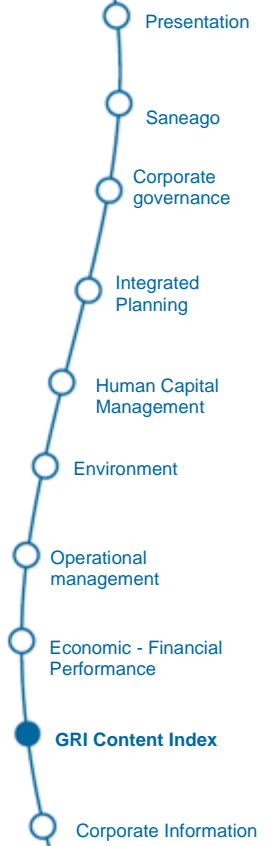 Presentation
Saneago
Corporate
governance
Integrated
Planning
Human Capital
Management
Environment
Operational
management
Economic - Financial
Performance
GRI Content Index
Corporate Information